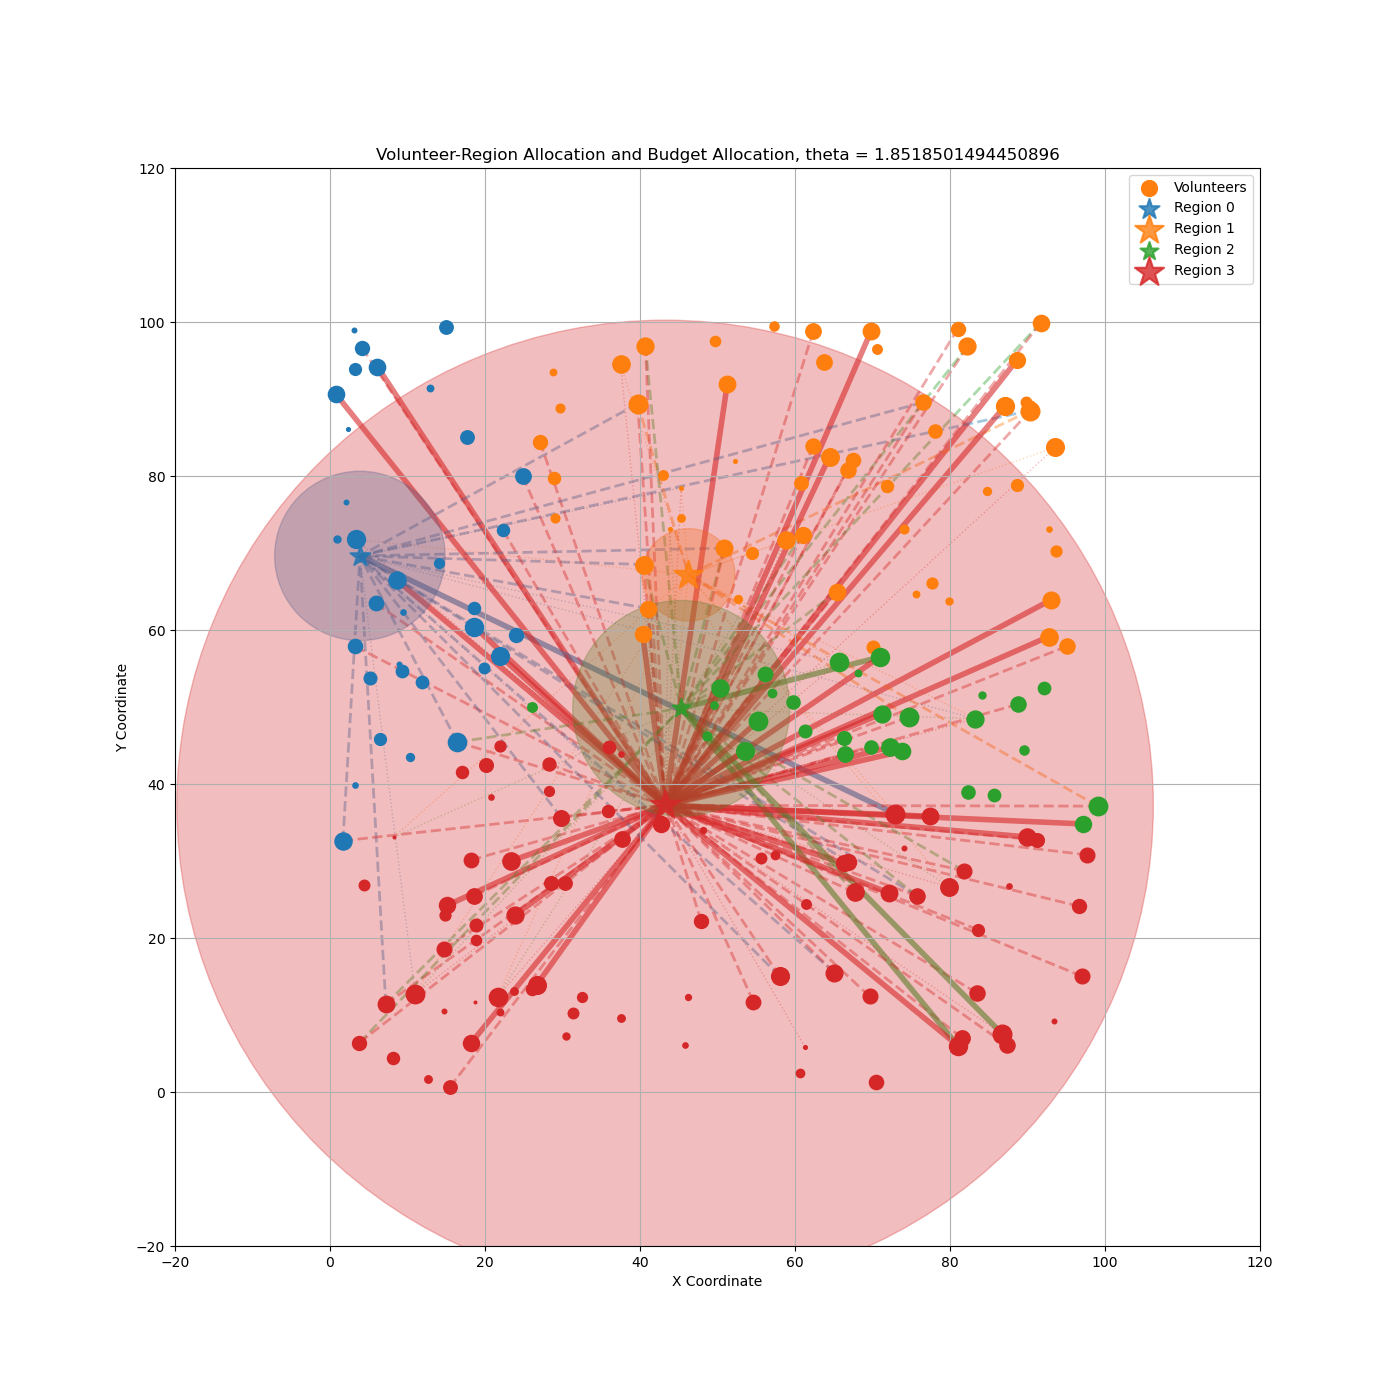 Volunteer-Region Allocation and Budget Allocation, theta = 1.8518501494450896
Volunteers
Region 0
Region 1
Region 2
Region 3
120
100
80
60
40
20
0
−20
Y Coordinate
−20
0
20
40
60
80
100
120
X Coordinate